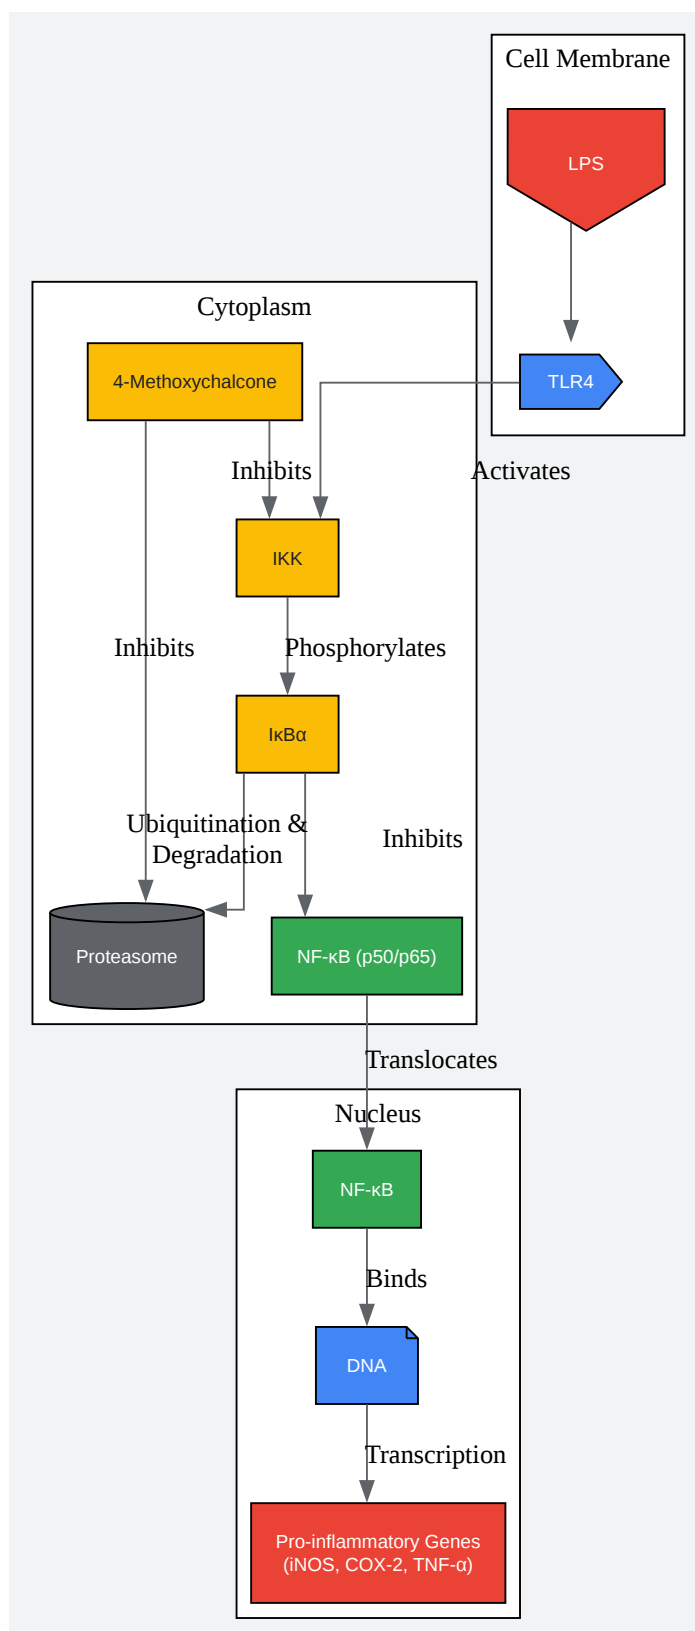 Cell Membrane
LPS
TLR4
Activates
Cytoplasm
4-Methoxychalcone
Inhibits
IKK
Inhibits
Phosphorylates
IκBα
Ubiquitination &
Degradation
Inhibits
Proteasome
NF-κB (p50/p65)
Translocates
Nucleus
NF-κB
Binds
DNA
Transcription
Pro-inflammatory Genes
(iNOS, COX-2, TNF-α)